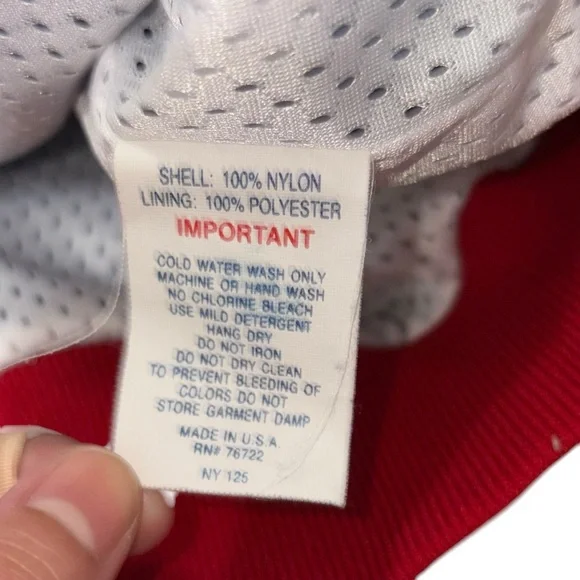 SHELL: 100% NYLON
LINING: 100% POLYESTER
IMPORTANT
COLD WATER WASH ONLY
MACHINE OR HAND WASH
NO CHLORINE BLEACH
USE MILD DETERGENT
HANG DRY
DO NOT IRON
DO NOT DRY CLEAN
TO PREVENT BLEEDING OF
COLORS DO NOT
STORE GARMENT DAMP
MADE IN U.S.A.
RN# 76722
NY 125